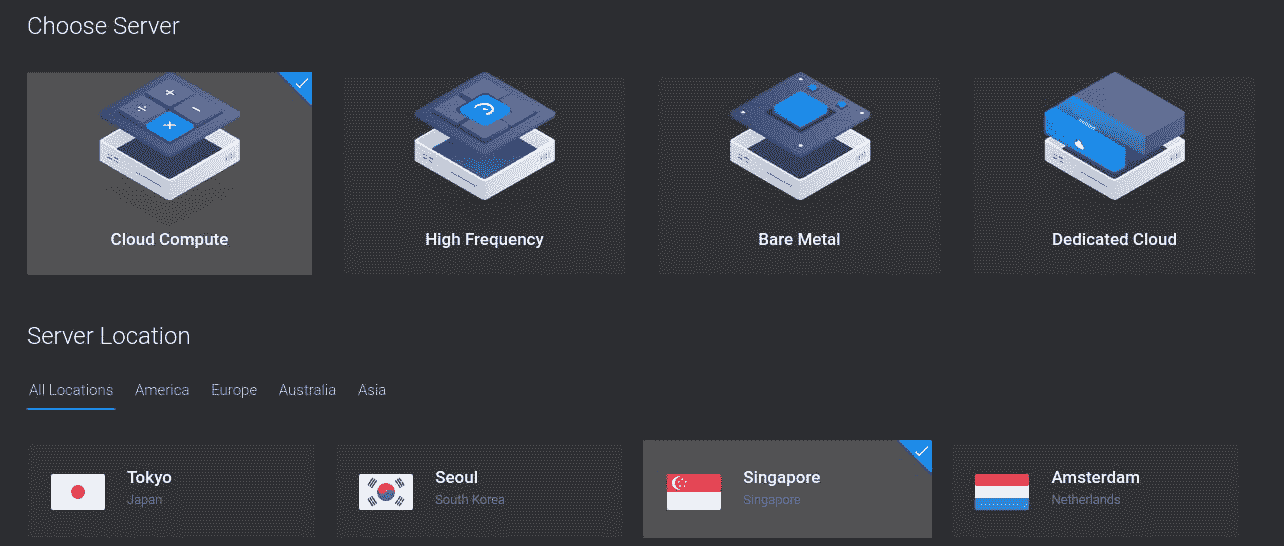 Choose Server
Cloud Compute
High Frequency
Bare Metal
Dedicated Cloud
Server Location
All Locations America Europe Australia Asia
Tokyo
Japan
Seoul
South Korea
Singapore
Singapore
Amsterdam
Netherlands